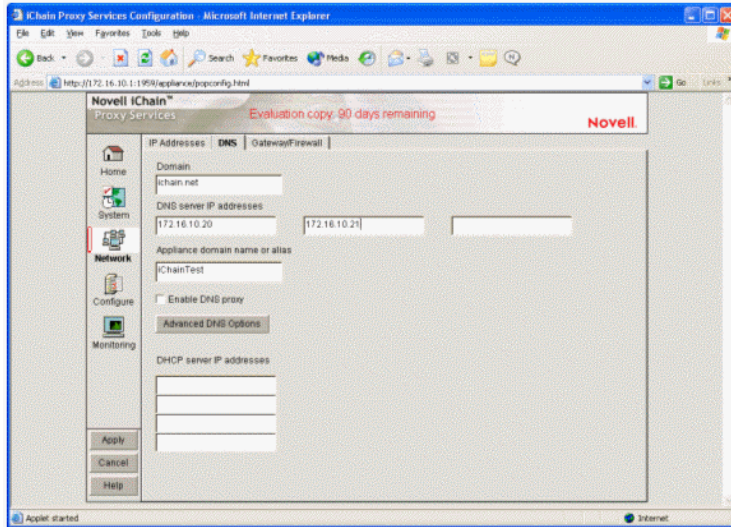 iChain Proxy Services Configuration - Microsoft Internet Explorer
File Edit View Favorites Tools Help
Back Search Favorites Media
Address http://172.16.10.1:1959/appliance/popconfig.html Go Links
Novell iChain™
Proxy Services
Evaluation copy: 90 days remaining
Novell.
IP Addresses DNS Gateway/Firewall
Home
System
Network
Configure
Monitoring
Domain
ichain.net
DNS server IP addresses
172.16.10.20 172.16.10.21
Appliance domain name or alias
iChainTest
Enable DNS proxy
Advanced DNS Options
DHCP server IP addresses
Apply
Cancel
Help
Applet started Internet